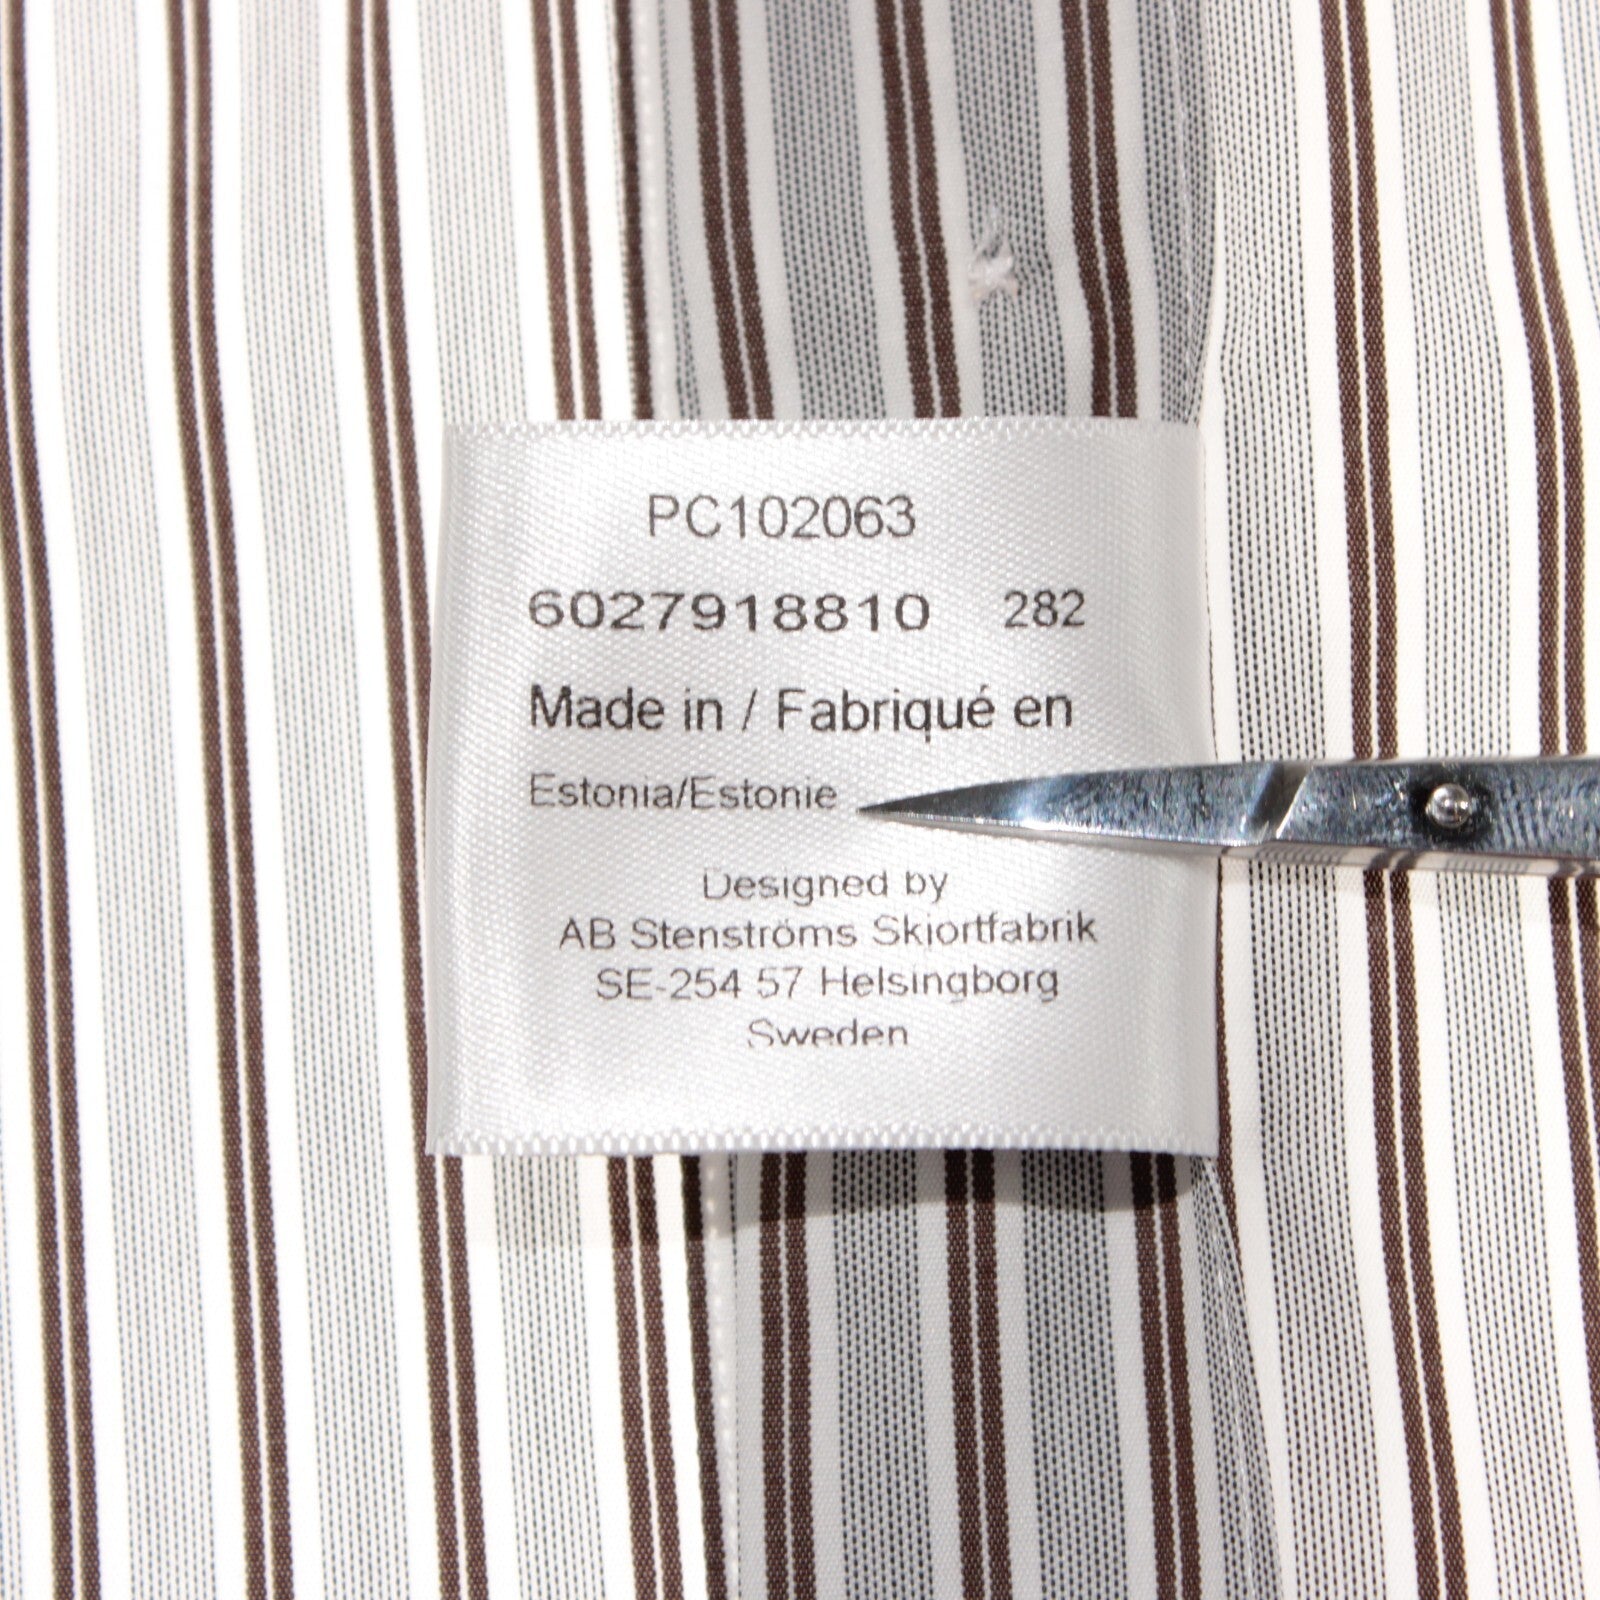 PC102063
6027918810 282
Made in / Fabriqué en
Estonia/Estonie
Designed by
AB Stenströms Skjortfabrik
SE-254 57 Helsingborg
Sweden